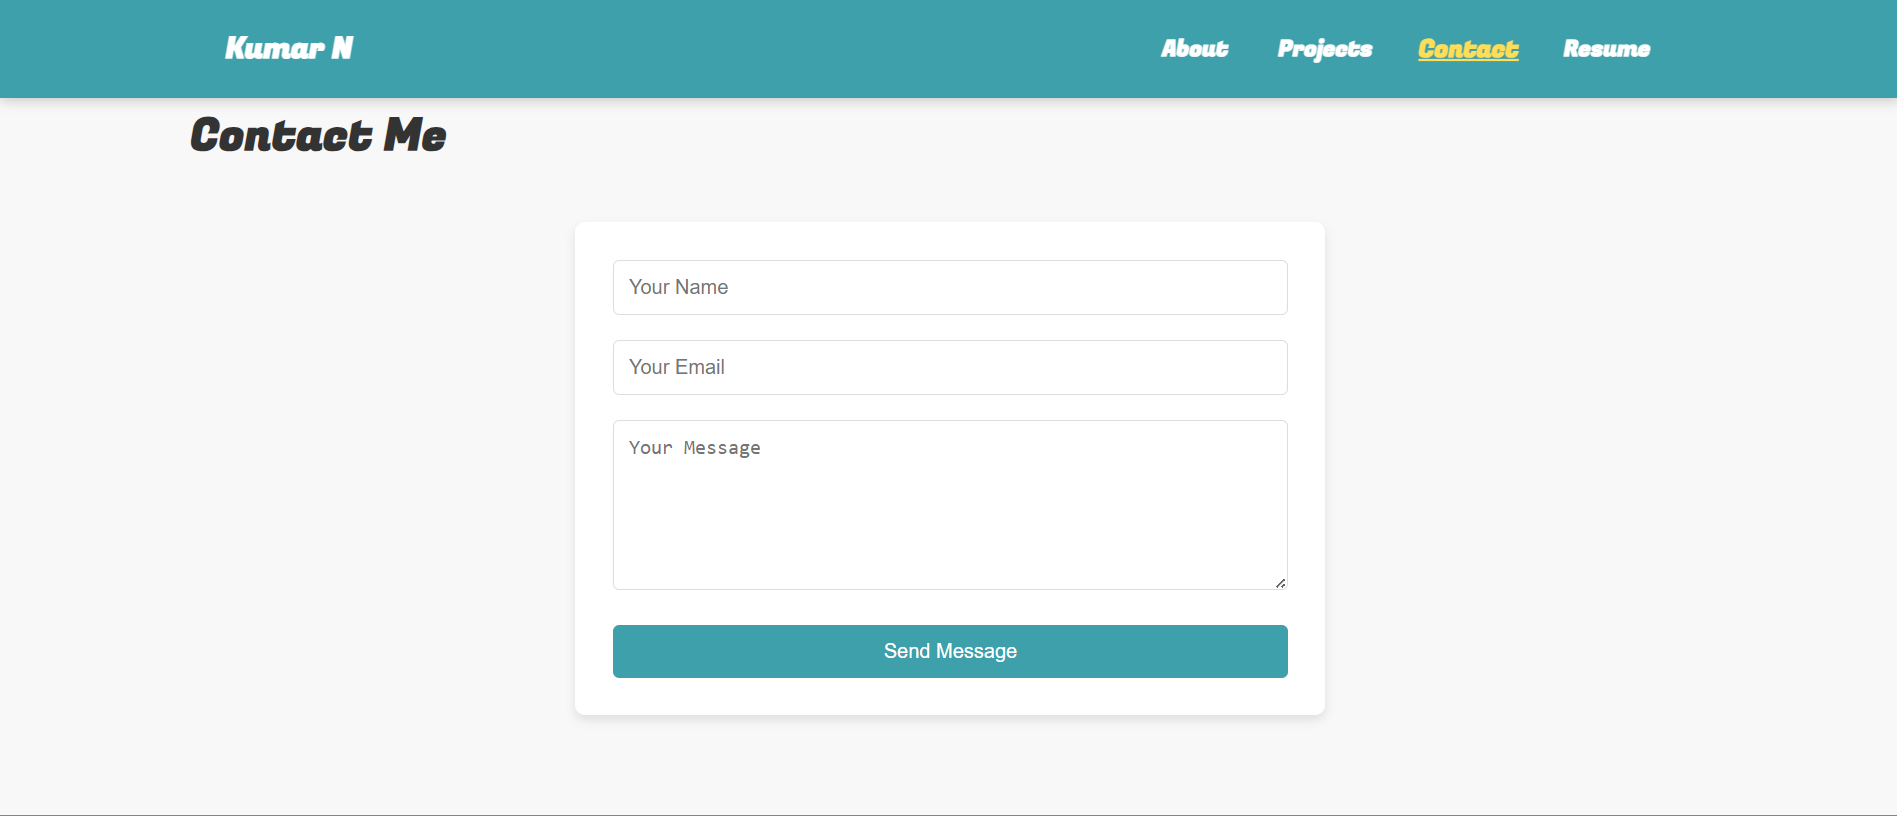 Kumar N
About Projects Contact Resume
Contact Me
Your Name
Your Email
Your Message
Send Message